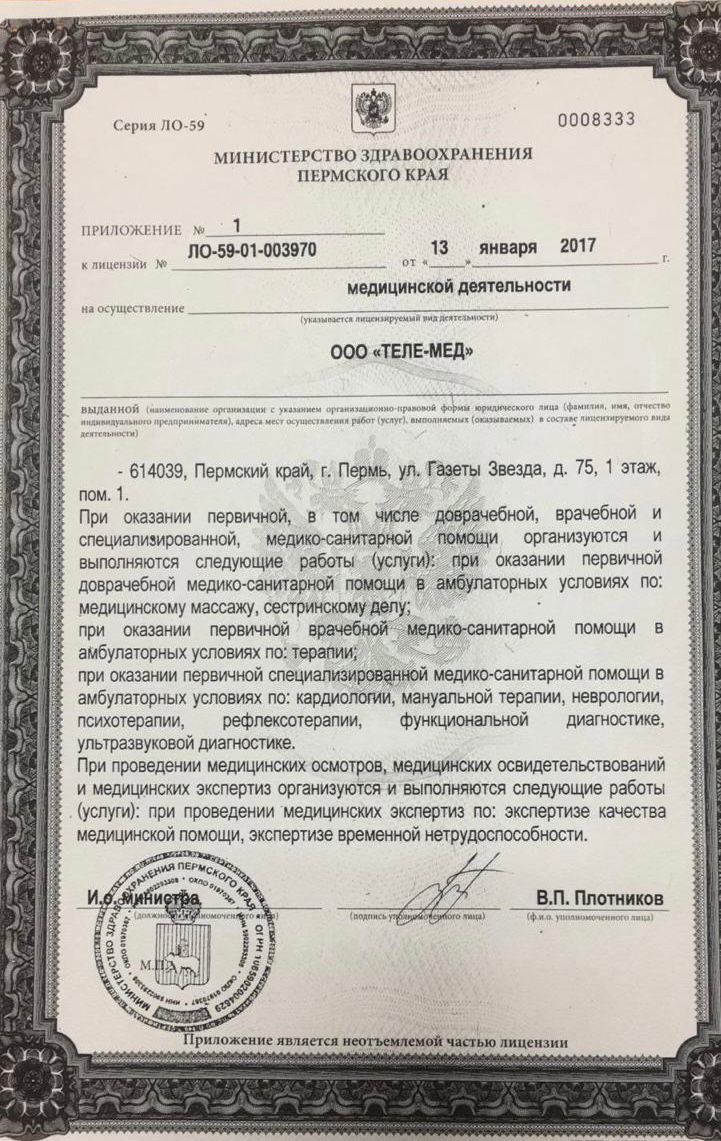 Серия ЛО-59
0008333
МИНИСТЕРСТВО ЗДРАВООХРАНЕНИЯ
ПЕРМСКОГО КРАЯ
ПРИЛОЖЕНИЕ № 1
к лицензии № ЛО-59-01-003970 от « 13 » января 2017 г.
медицинской деятельности
на осуществление
(указывается лицензируемый вид деятельности)
ООО «ТЕЛЕ-МЕД»
выданной (наименование организации с указанием организационно-правовой формы юридического лица (фамилия, имя, отчество
индивидуального предпринимателя), адреса мест осуществления работ (услуг), выполняемых (оказываемых) в составе лицензируемого вида
деятельности)
- 614039, Пермский край, г. Пермь, ул. Газеты Звезда, д. 75, 1 этаж,
пом. 1.
При оказании первичной, в том числе доврачебной, врачебной и
специализированной, медико-санитарной помощи организуются и
выполняются следующие работы (услуги): при оказании первичной
доврачебной медико-санитарной помощи в амбулаторных условиях по:
медицинскому массажу, сестринскому делу;
при оказании первичной врачебной медико-санитарной помощи в
амбулаторных условиях по: терапии;
при оказании первичной специализированной медико-санитарной помощи в
амбулаторных условиях по: кардиологии, мануальной терапии, неврологии,
психотерапии, рефлексотерапии, функциональной диагностике,
ультразвуковой диагностике.
При проведении медицинских осмотров, медицинских освидетельствований
и медицинских экспертиз организуются и выполняются следующие работы
(услуги): при проведении медицинских экспертиз по: экспертизе качества
медицинской помощи, экспертизе временной нетрудоспособности.
И.о. министра
В.П. Плотников
(должность уполномоченного лица)
(подпись уполномоченного лица)
(ф.и.о. уполномоченного лица)
М.П.
МИНИСТЕРСТВО ЗДРАВООХРАНЕНИЯ ПЕРМСКОГО КРАЯ
ОГРН 1065902004629
Приложение является неотъемлемой частью лицензии